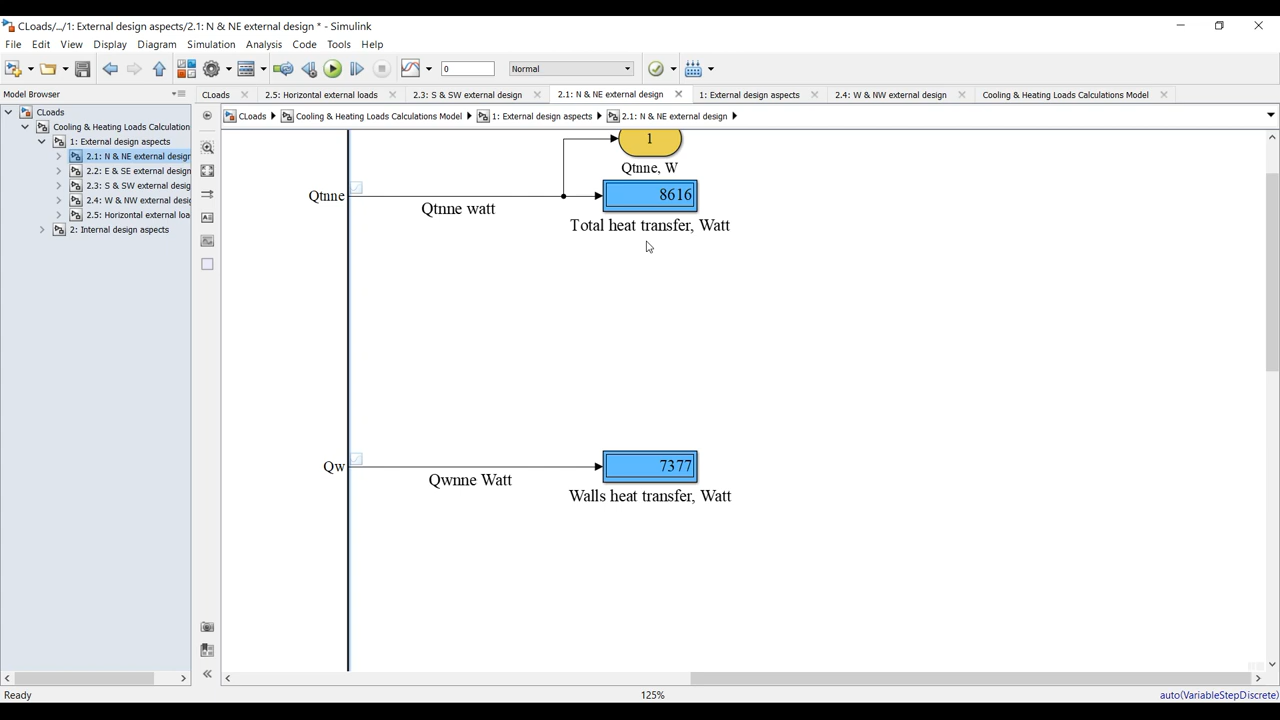 CLoads/.../1: External design aspects/2.1: N & NE external design * - Simulink
File Edit View Display Diagram Simulation Analysis Code Tools Help
0 Normal
Model Browser
CLoads 2.5: Horizontal external loads 2.3: S & SW external design 2.1: N & NE external design 1: External design aspects 2.4: W & NW external design Cooling & Heating Loads Calculations Model
CLoads Cooling & Heating Loads Calculations Model 1: External design aspects 2.1: N & NE external design
CLoads
Cooling & Heating Loads Calculation
1: External design aspects
2.1: N & NE external design
2.2: E & SE external desig
2.3: S & SW external desig
2.4: W & NW external desi
2.5: Horizontal external loa
2: Internal design aspects
1
Qtnne, W
Qtnne
Qtnne watt
8616
Total heat transfer, Watt
Qw
Qwnne Watt
7377
Walls heat transfer, Watt
Ready 125% auto(VariableStepDiscrete)